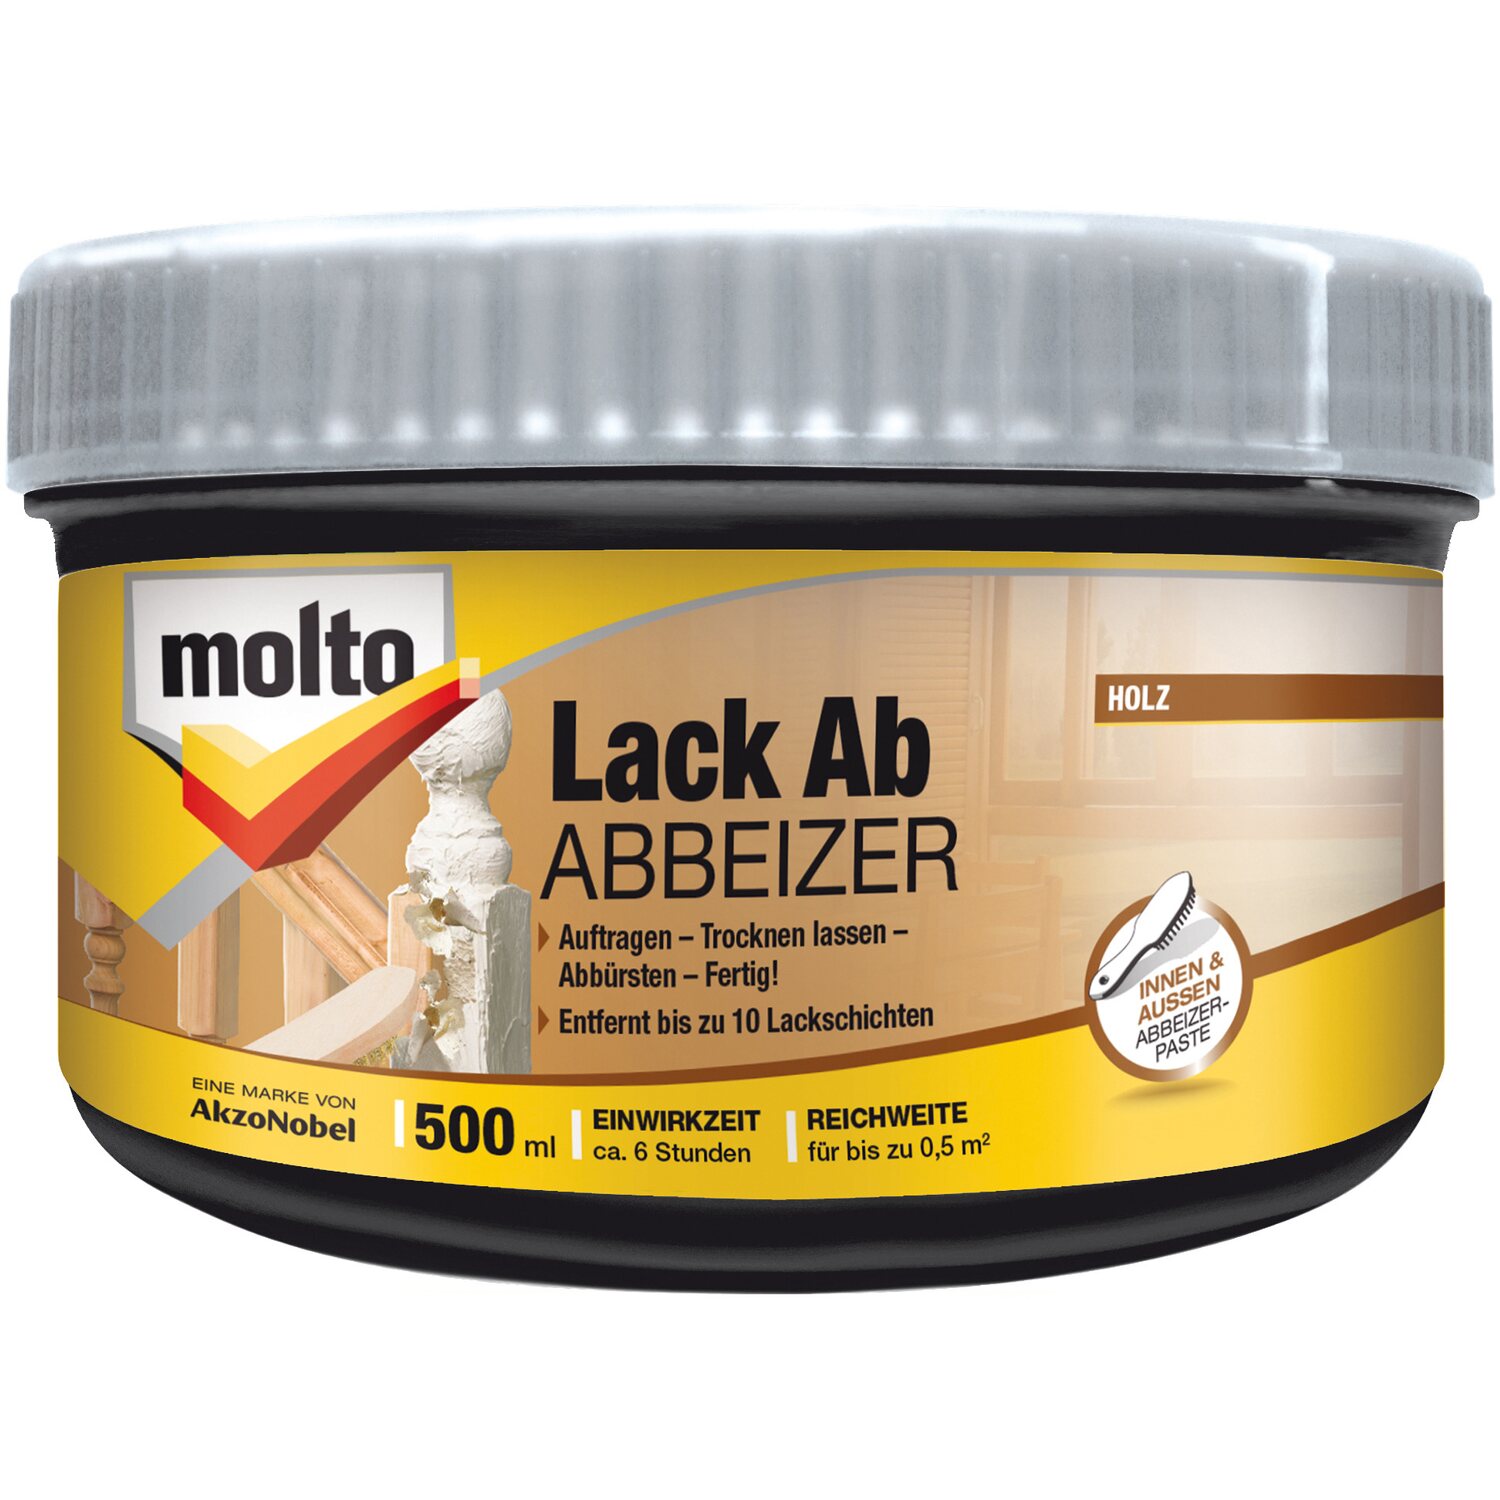 molto
Lack Ab
ABBEIZER
Auftragen – Trocknen lassen –
Abbürsten – Fertig!
Entfernt bis zu 10 Lackschichten
HOLZ
INNEN &
AUSSEN
ABBEIZER-
PASTE
EINE MARKE VON
AkzoNobel
500 ml
EINWIRKZEIT
ca. 6 Stunden
REICHWEITE
für bis zu 0,5 m²